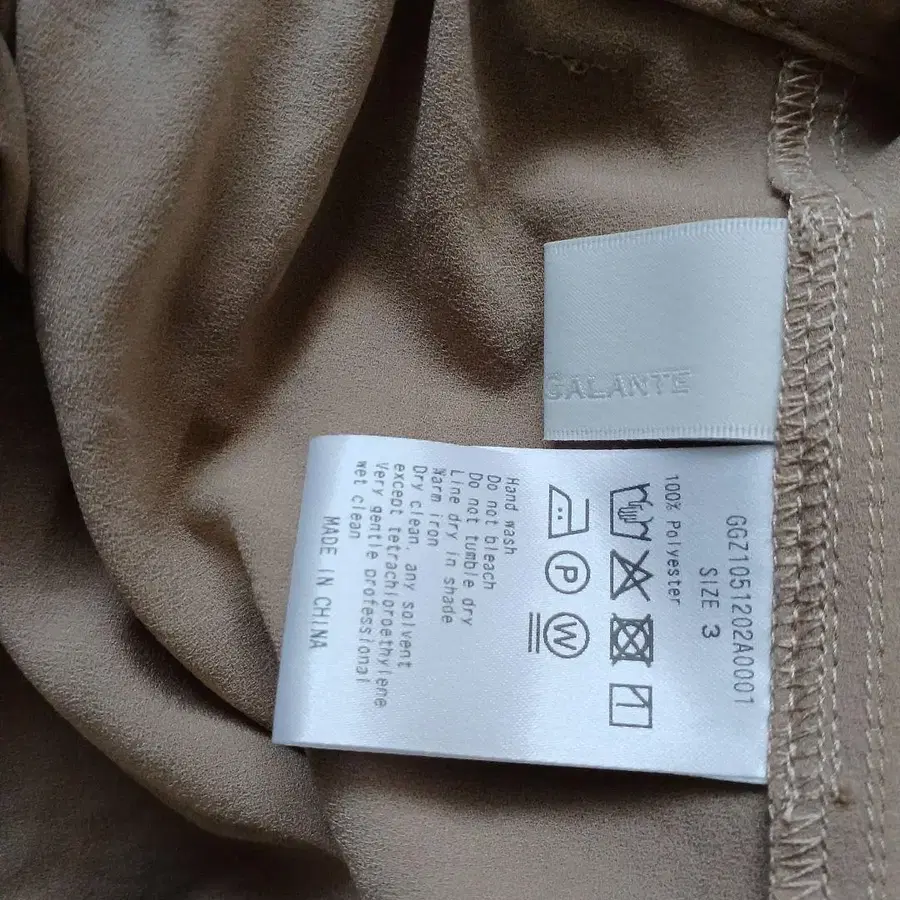 GALANTE
GGZ1051202A0001
SIZE 3
100% Polyester
P
W
Hand wash
Do not bleach
Do not tumble dry
Line dry in shade
Warm iron
Dry clean, any solvent
except tetrachloroethylene
Very gentle professional
wet clean
MADE IN CHINA